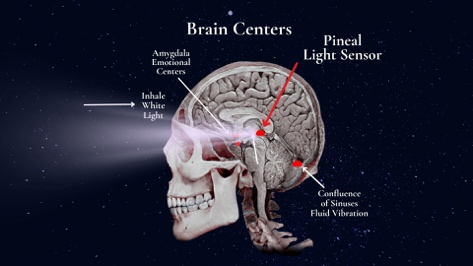 Brain Centers
Pineal
Light Sensor
Amygdala
Emotional
Centers
Inhale
White
Light
Confluence
of Sinuses
Fluid Vibration